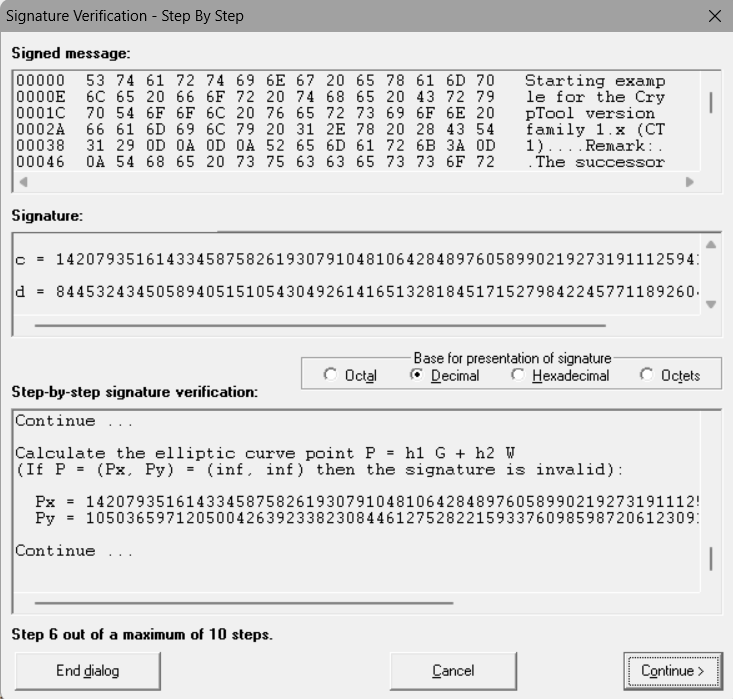 Signature Verification - Step By Step
Signed message:
00000 53 74 61 72 74 69 6E 67 20 65 78 61 6D 70 Starting examp
0000E 6C 65 20 66 6F 72 20 74 68 65 20 43 72 79 le for the Cry
0001C 70 54 6F 6F 6C 20 76 65 72 73 69 6F 6E 20 pTool version
0002A 66 61 6D 69 6C 79 20 31 2E 78 20 28 43 54 family 1.x (CT
00038 31 29 0D 0A 0D 0A 52 65 6D 61 72 6B 3A 0D 1)....Remark:.
00046 0A 54 68 65 20 73 75 63 63 65 73 73 6F 72 .The successor
Signature:
c = 142079351614334587582619307910481064284897605899021927319111259​4
d = 844532434505894051510543049261416513281845171527984224577118926​0
Base for presentation of signature
Octal Decimal Hexadecimal Octets
Step-by-step signature verification:
Continue ...
Calculate the elliptic curve point P = h1 G + h2 W
(If P = (Px, Py) = (inf, inf) then the signature is invalid):
Px = 14207935161433458758261930791048106428489760589902192731911125
Py = 1050365971205004263923382308446127528221593376098598720612309
Continue ...
Step 6 out of a maximum of 10 steps.
End dialog Cancel Continue >